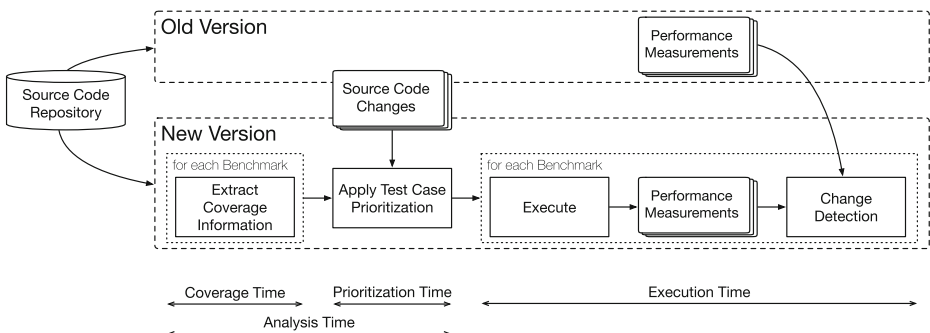 Old Version
Performance
Measurements
Source Code
Repository
Source Code
Changes
New Version
for each Benchmark
Extract
Coverage
Information
Apply Test Case
Prioritization
for each Benchmark
Execute
Performance
Measurements
Change
Detection
Coverage Time
Prioritization Time
Execution Time
Analysis Time